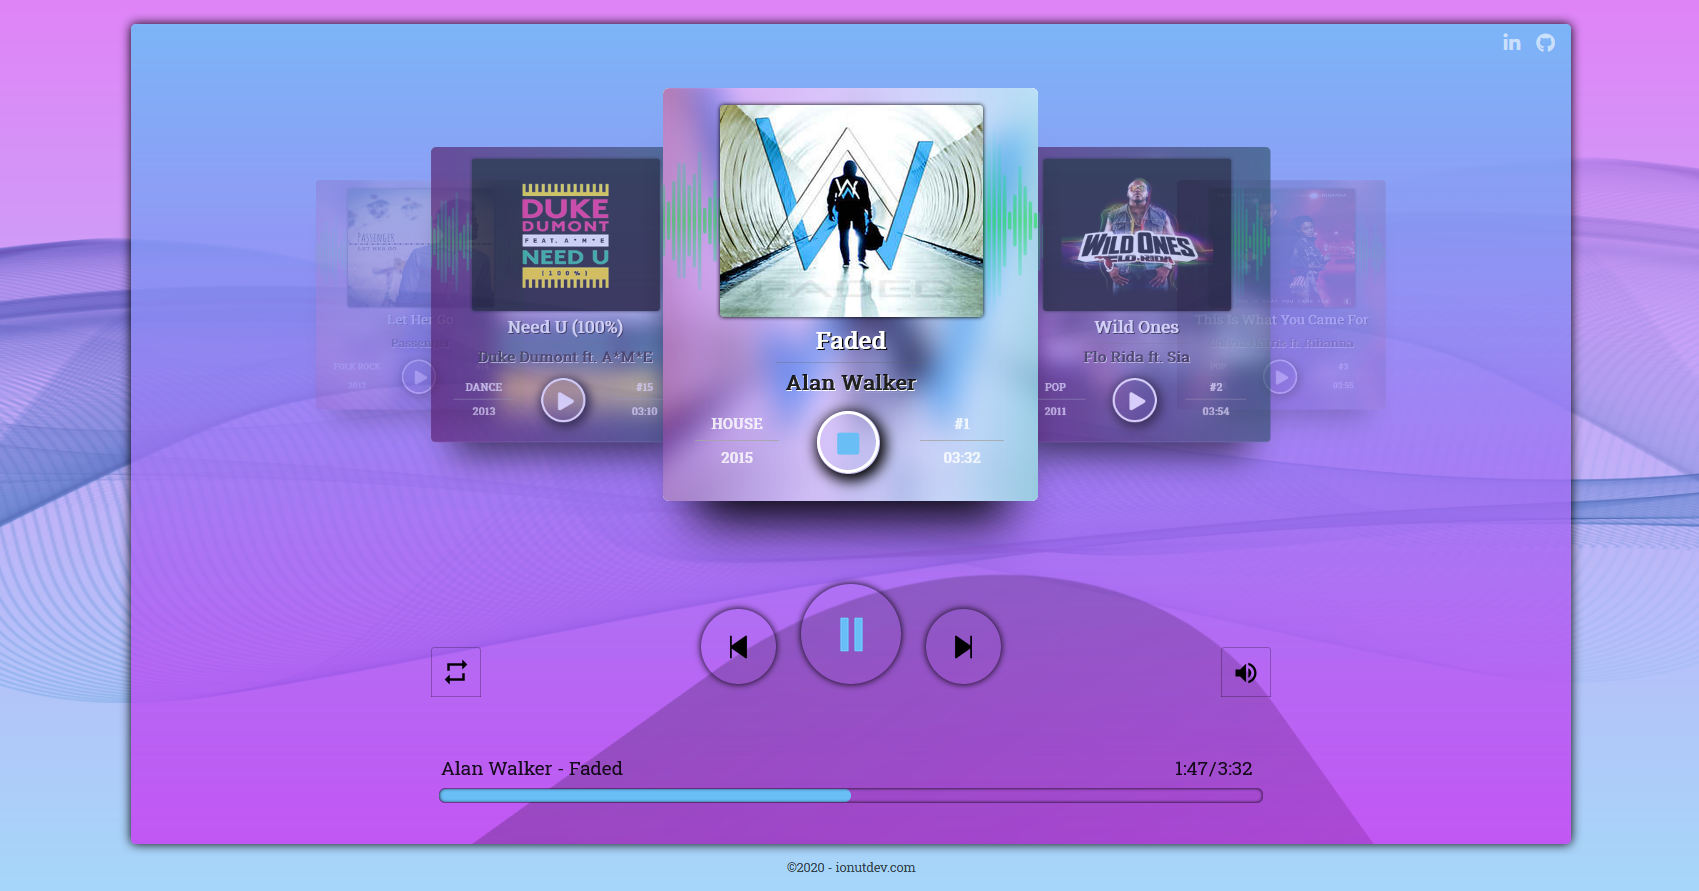 in
PASSENGER
LET HER GO
Let Her Go
Passenger
FOLK ROCK
2012
DUKE
DUMONT
FEAT. A*M*E
NEED U
(100%)
Need U (100%)
Duke Dumont ft. A*M*E
DANCE
2013
#15
03:10
FADED
Faded
Alan Walker
HOUSE
2015
#1
03:32
WILD ONES
FLO RIDA
Wild Ones
Flo Rida ft. Sia
POP
2011
#2
03:54
This Is What You Came For
Calvin Harris ft. Rihanna
POP
#3
03:55
Alan Walker - Faded
1:47/3:32
©2020 - ionutdev.com